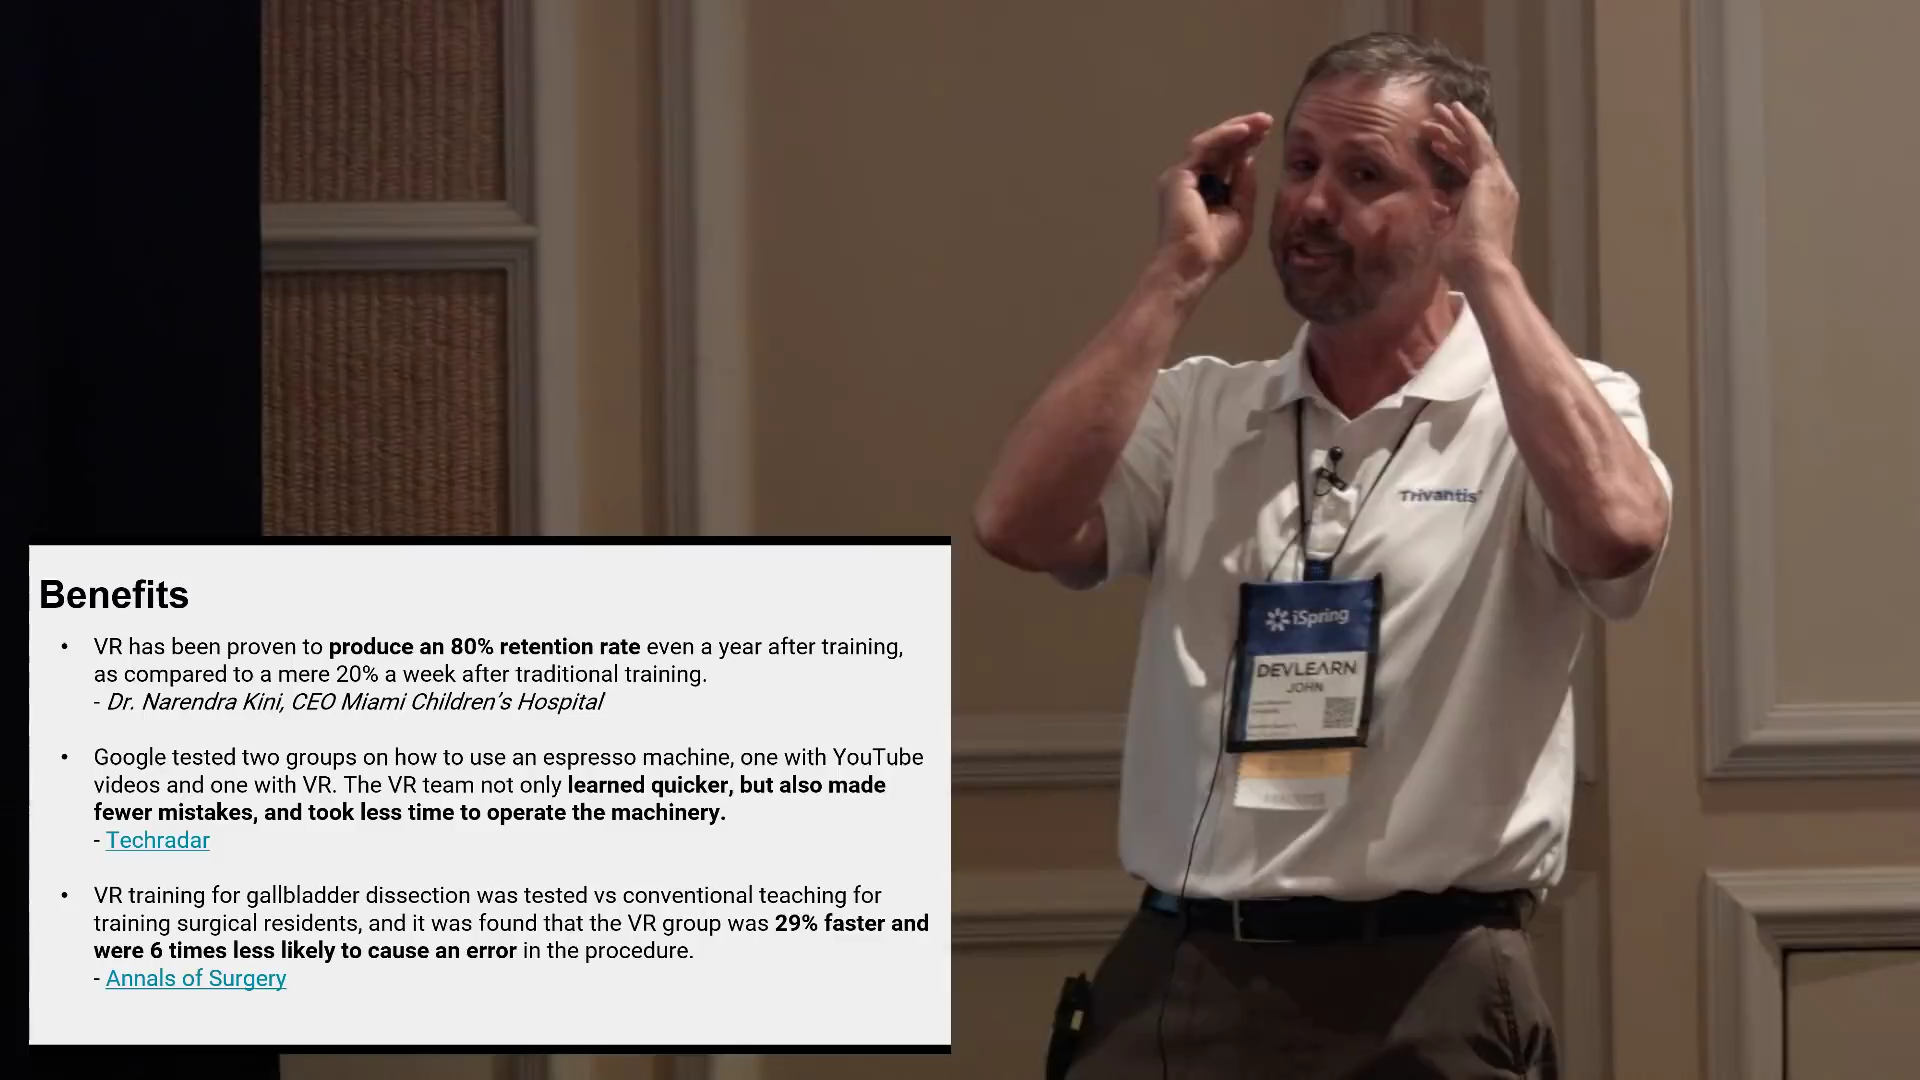 Trivantis
iSpring
DEVLEARN
JOHN
Benefits
• VR has been proven to produce an 80% retention rate even a year after training,
as compared to a mere 20% a week after traditional training.
- Dr. Narendra Kini, CEO Miami Children's Hospital
• Google tested two groups on how to use an espresso machine, one with YouTube
videos and one with VR. The VR team not only learned quicker, but also made
fewer mistakes, and took less time to operate the machinery.
- Techradar
• VR training for gallbladder dissection was tested vs conventional teaching for
training surgical residents, and it was found that the VR group was 29% faster and
were 6 times less likely to cause an error in the procedure.
- Annals of Surgery